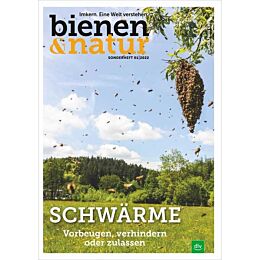 Imkern. Eine Welt verstehen.
bienen
&natur
SONDERHEFT 01|2022
SCHWÄRME
Vorbeugen, verhindern
oder zulassen
dlv